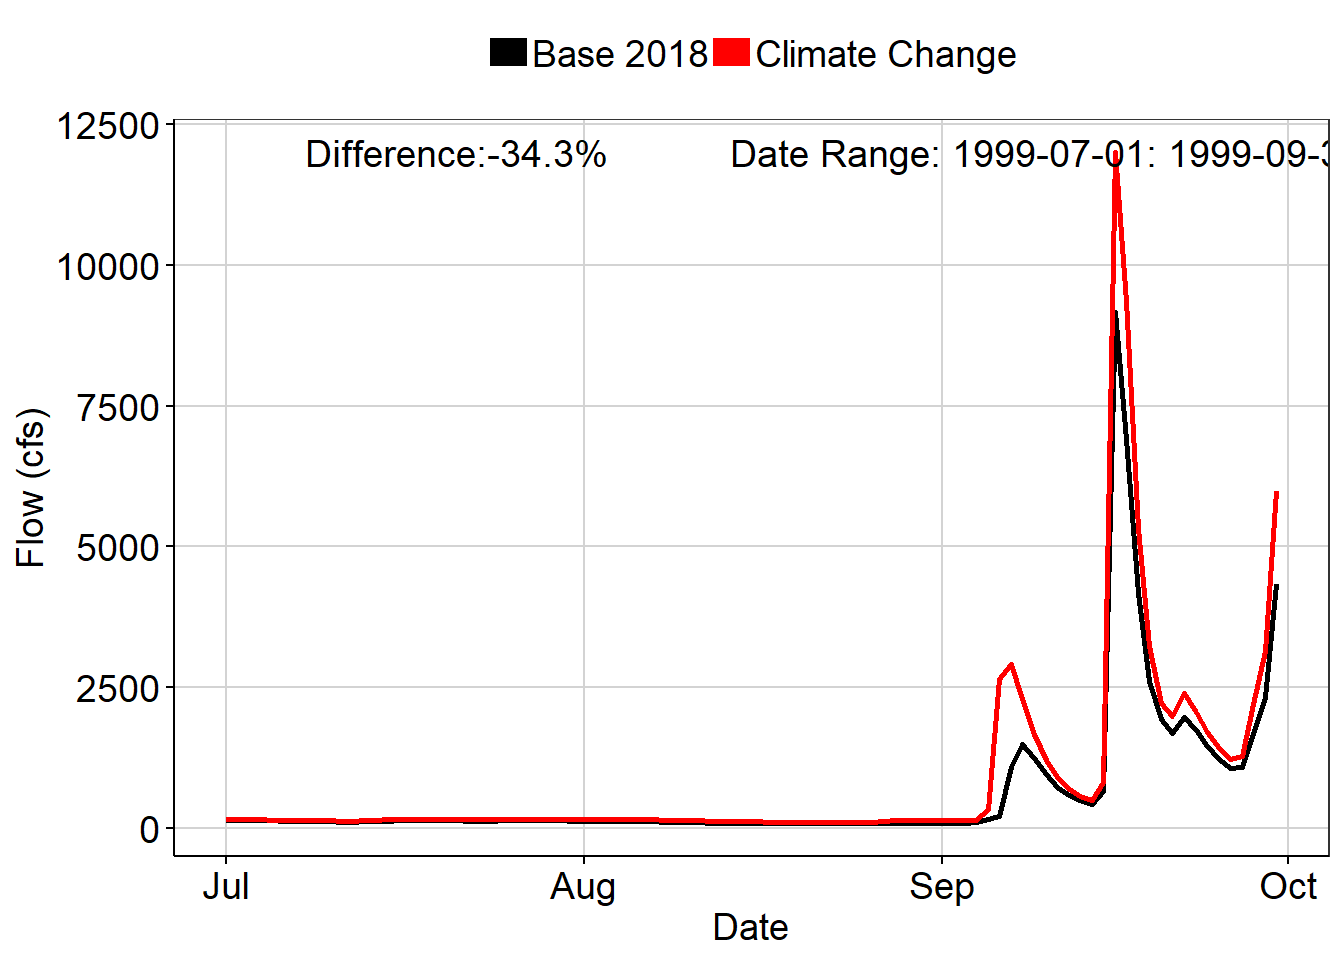 Base 2018 Climate Change
12500
Difference:-34.3% Date Range: 1999-07-01: 1999-09-
10000
7500
5000
2500
0
Flow (cfs)
Jul Aug Sep Oct
Date